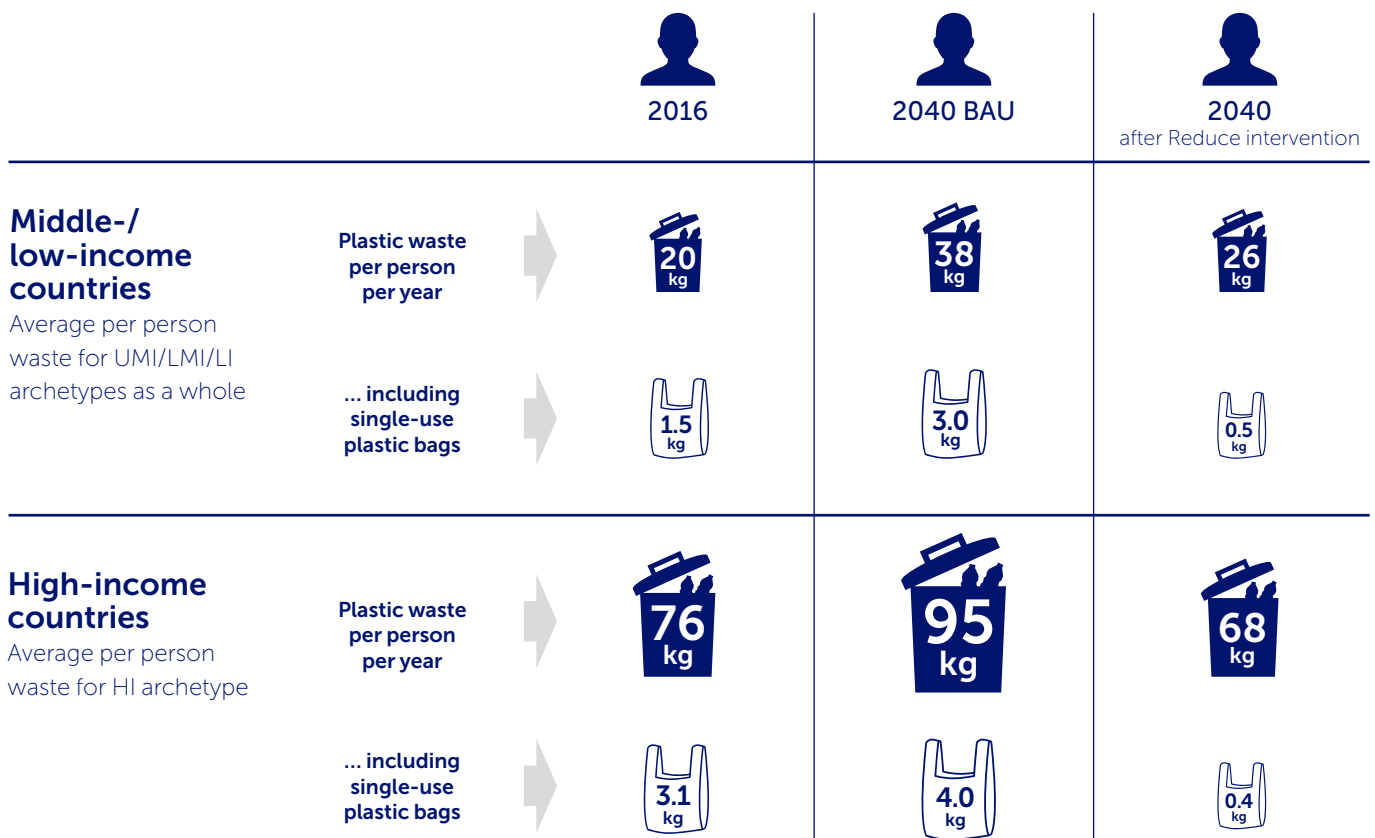 2016
2040 BAU
2040
after Reduce intervention
Middle-/
low-income
countries
Average per person
waste for UMI/LMI/LI
archetypes as a whole
Plastic waste
per person
per year
20
kg
38
kg
26
kg
... including
single-use
plastic bags
1.5
kg
3.0
kg
0.5
kg
High-income
countries
Average per person
waste for HI archetype
Plastic waste
per person
per year
76
kg
95
kg
68
kg
... including
single-use
plastic bags
3.1
kg
4.0
kg
0.4
kg